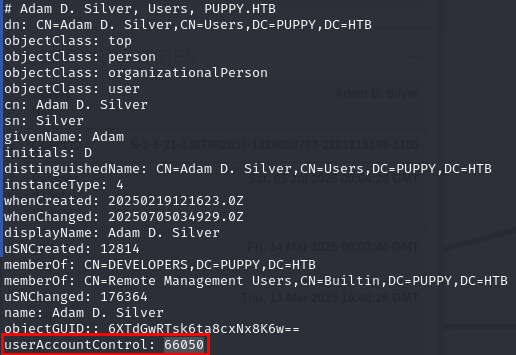 # Adam D. Silver, Users, PUPPY.HTB
dn: CN=Adam D. Silver,CN=Users,DC=PUPPY,DC=HTB
objectClass: top
objectClass: person
objectClass: organizationalPerson
objectClass: user
cn: Adam D. Silver
sn: Silver
givenName: Adam
initials: D
distinguishedName: CN=Adam D. Silver,CN=Users,DC=PUPPY,DC=HTB
instanceType: 4
whenCreated: 20250219121623.0Z
whenChanged: 20250705034929.0Z
displayName: Adam D. Silver
uSNCreated: 12814
memberOf: CN=DEVELOPERS,DC=PUPPY,DC=HTB
memberOf: CN=Remote Management Users,CN=Builtin,DC=PUPPY,DC=HTB
uSNChanged: 176364
name: Adam D. Silver
objectGUID:: 6XTdGwRTsk6ta8cxNx8K6w==
userAccountControl: 66050